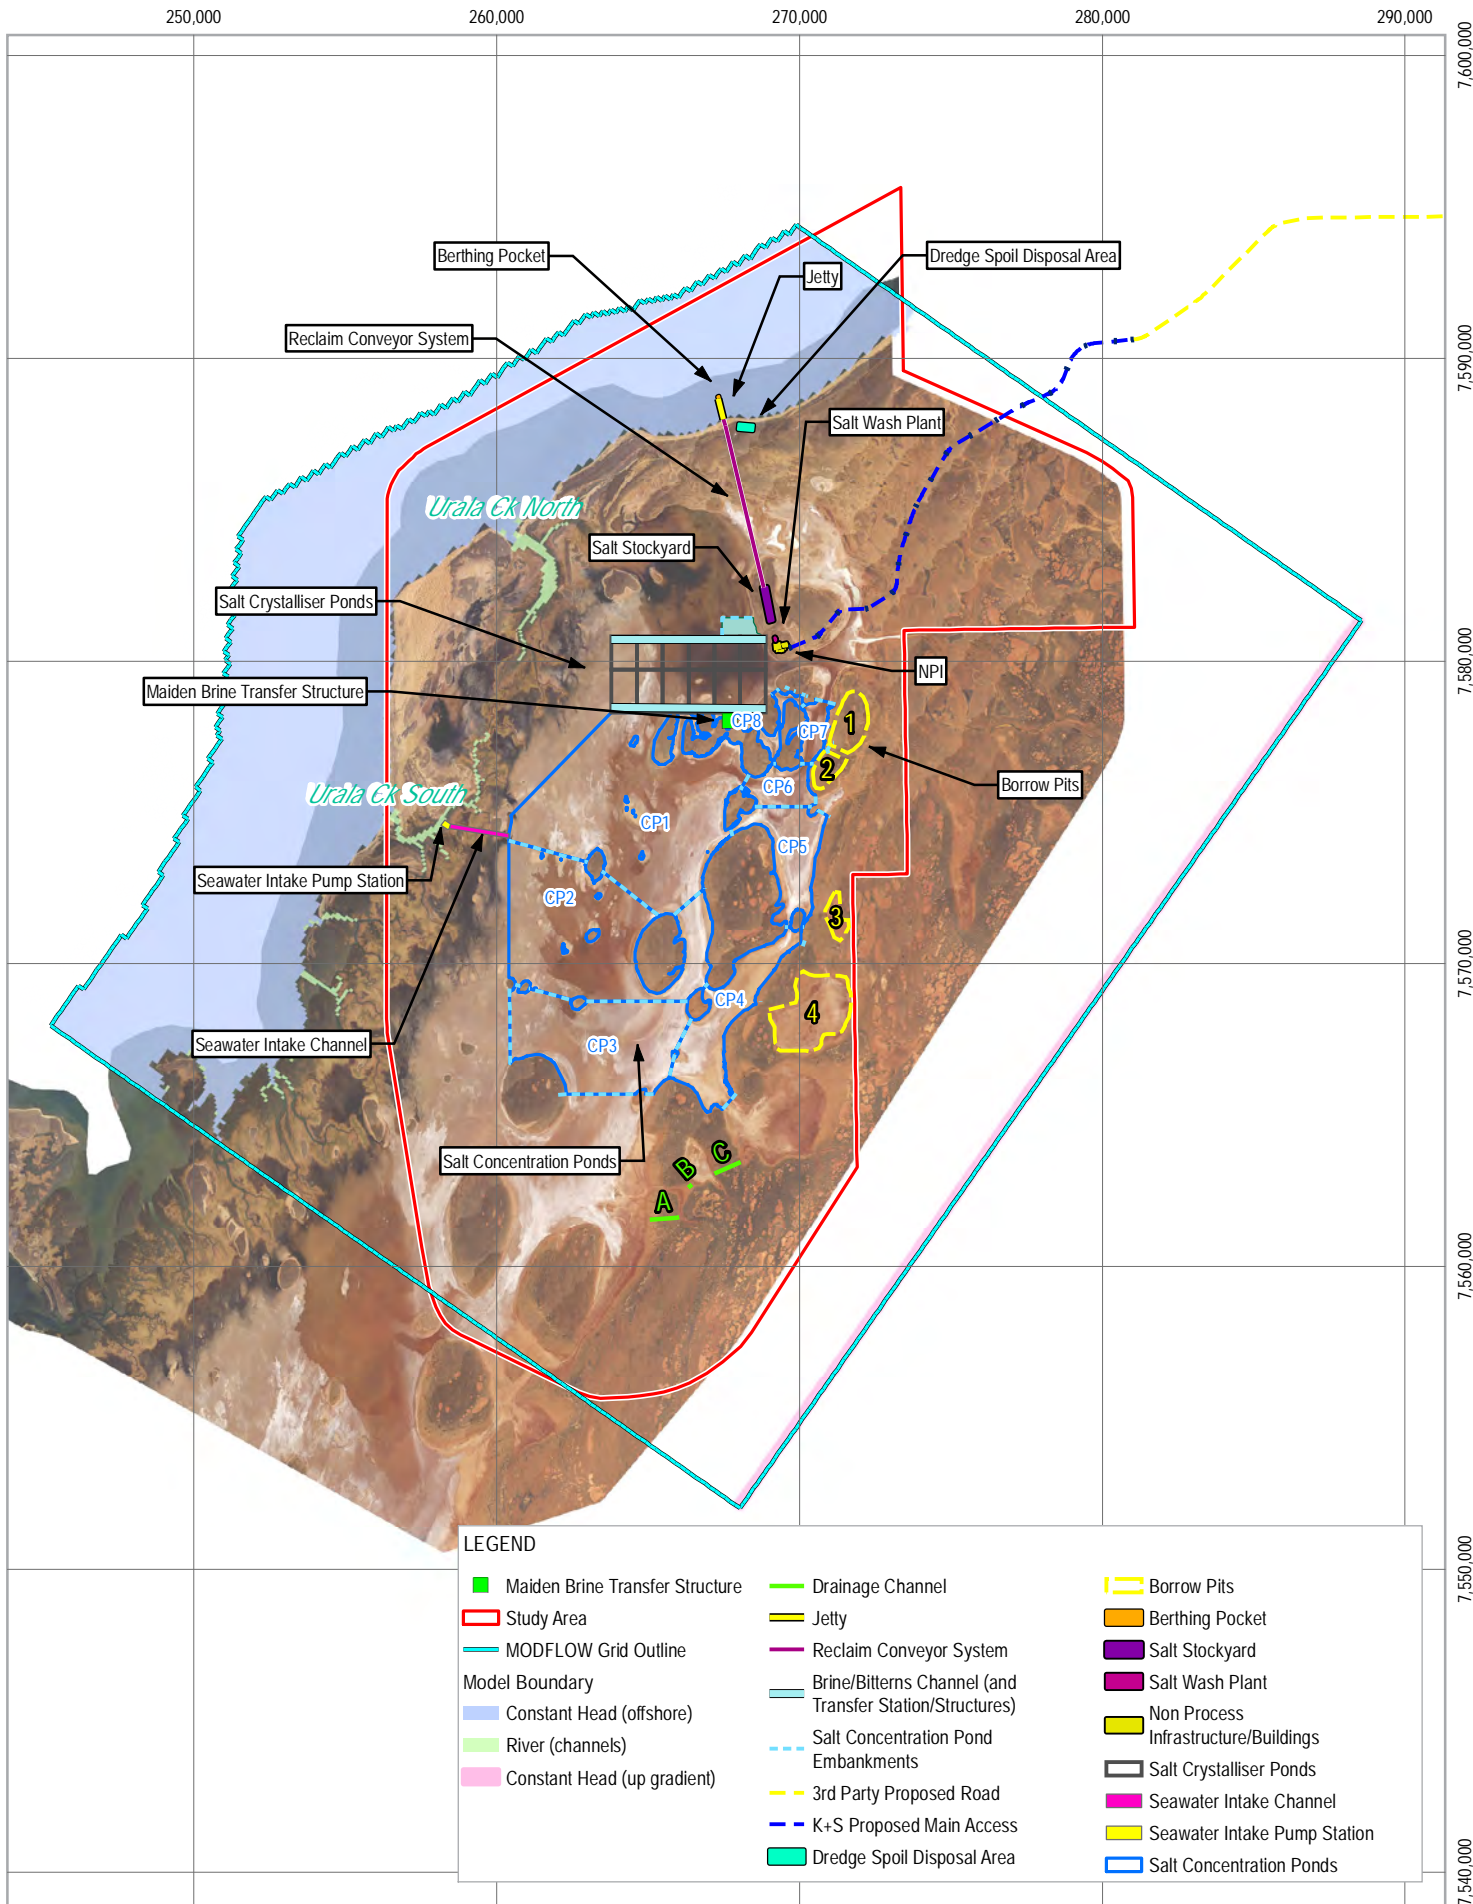 250,000
260,000
270,000
280,000
290,000
7,600,000
Berthing Pocket
Dredge Spoil Disposal Area
Jetty
Reclaim Conveyor System
7,590,000
Salt Wash Plant
Urala Ck North
Salt Stockyard
Salt Crystalliser Ponds
NPI
7,580,000
Maiden Brine Transfer Structure
CP8
CP7
1
2
CP6
Borrow Pits
Urala Ck South
CP1
CP5
Seawater Intake Pump Station
CP2
3
7,570,000
CP4
4
Seawater Intake Channel
CP3
Salt Concentration Ponds
C
B
A
7,560,000
7,550,000
7,540,000
LEGEND
Maiden Brine Transfer Structure
Study Area
MODFLOW Grid Outline
Model Boundary
Constant Head (offshore)
River (channels)
Constant Head (up gradient)
Drainage Channel
Jetty
Reclaim Conveyor System
Brine/Bitterns Channel (and
Transfer Station/Structures)
Salt Concentration Pond
Embankments
3rd Party Proposed Road
K+S Proposed Main Access
Dredge Spoil Disposal Area
Borrow Pits
Berthing Pocket
Salt Stockyard
Salt Wash Plant
Non Process
Infrastructure/Buildings
Salt Crystalliser Ponds
Seawater Intake Channel
Seawater Intake Pump Station
Salt Concentration Ponds